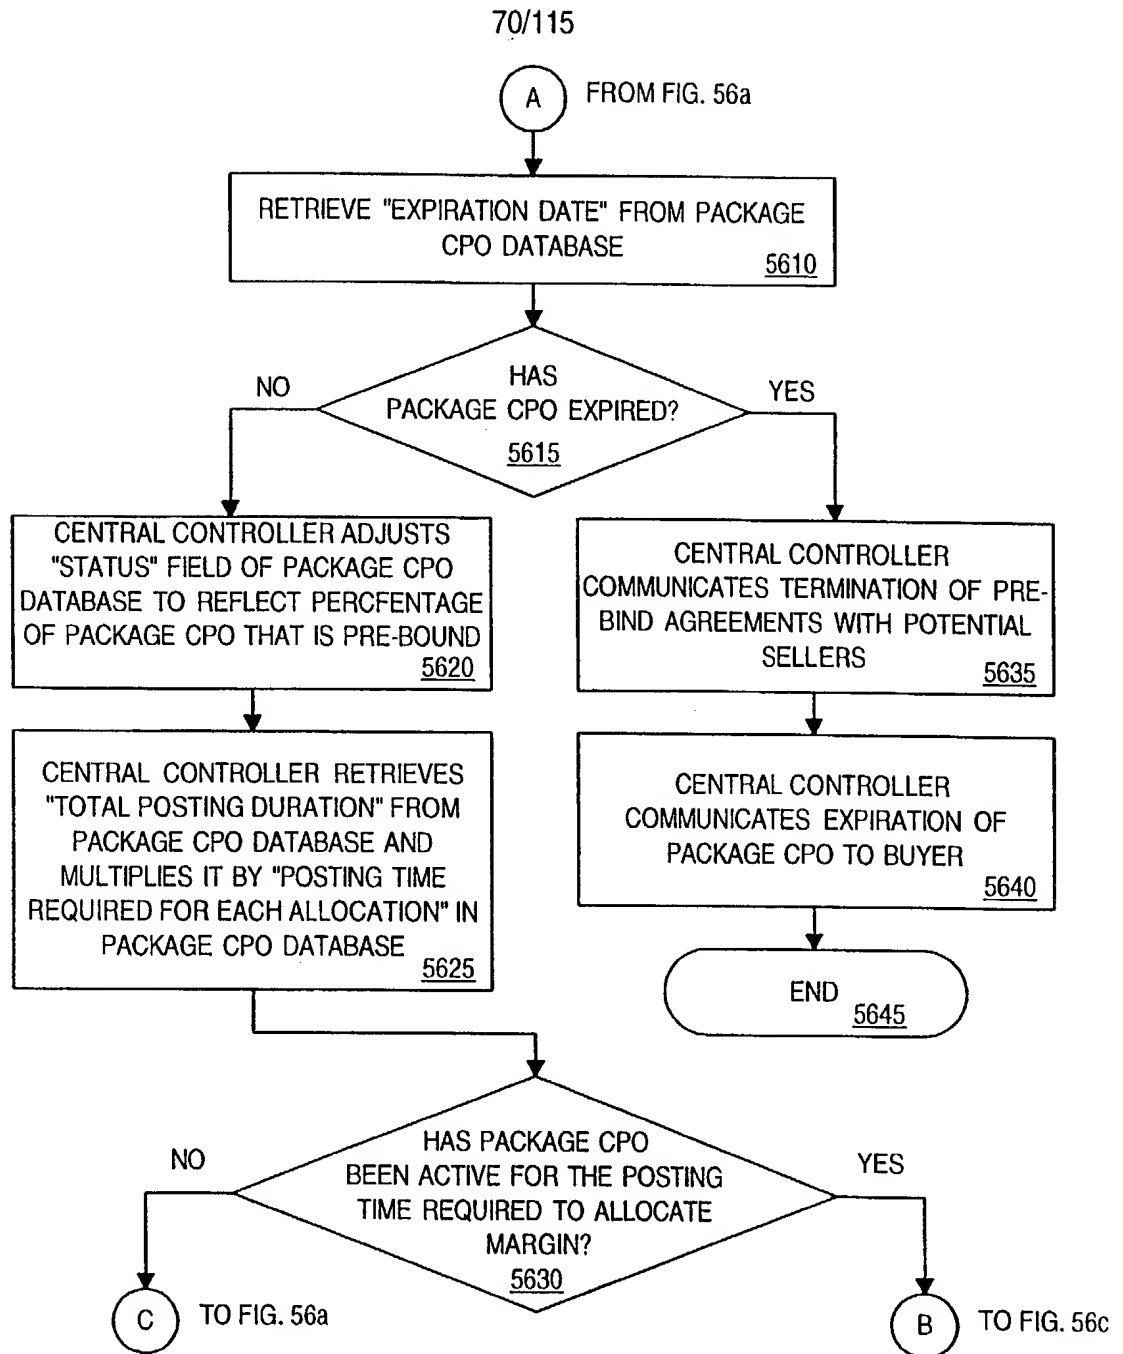 70/115
A
FROM FIG. 56a
RETRIEVE "EXPIRATION DATE" FROM PACKAGE
CPO DATABASE
5610
HAS
PACKAGE CPO EXPIRED?
5615
NO
YES
CENTRAL CONTROLLER ADJUSTS
"STATUS" FIELD OF PACKAGE CPO
DATABASE TO REFLECT PERCFENTAGE
OF PACKAGE CPO THAT IS PRE-BOUND
5620
CENTRAL CONTROLLER
COMMUNICATES TERMINATION OF PRE-
BIND AGREEMENTS WITH POTENTIAL
SELLERS
5635
CENTRAL CONTROLLER RETRIEVES
"TOTAL POSTING DURATION" FROM
PACKAGE CPO DATABASE AND
MULTIPLIES IT BY "POSTING TIME
REQUIRED FOR EACH ALLOCATION" IN
PACKAGE CPO DATABASE
5625
CENTRAL CONTROLLER
COMMUNICATES EXPIRATION OF
PACKAGE CPO TO BUYER
5640
END
5645
HAS PACKAGE CPO
BEEN ACTIVE FOR THE POSTING
TIME REQUIRED TO ALLOCATE
MARGIN?
5630
NO
YES
C
TO FIG. 56a
B
TO FIG. 56c